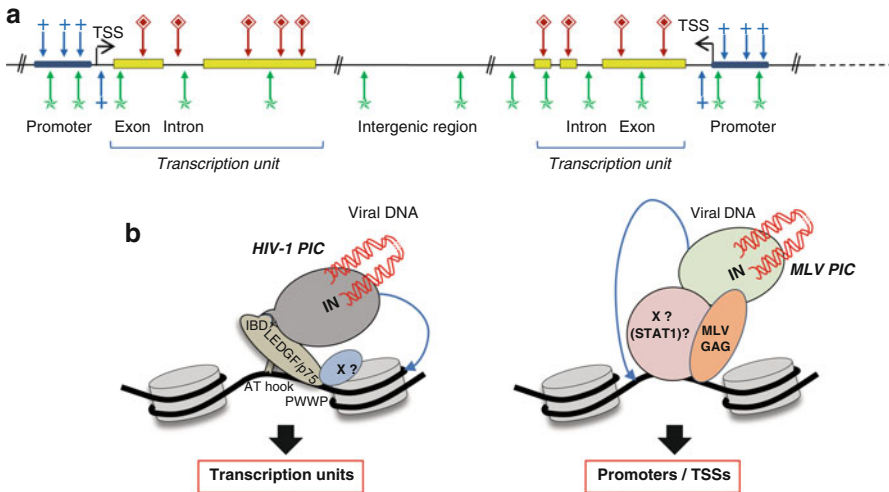 a
TSS
TSS
Promoter Exon Intron Intergenic region Intron Exon Promoter
Transcription unit
Transcription unit
b
Viral DNA
HIV-1 PIC
IN
IBD
LEDGF/p75
X ?
AT hook
PWWP
Transcription units
Viral DNA
MLV PIC
IN
X ?
(STAT1)?
MLV
GAG
Promoters / TSSs